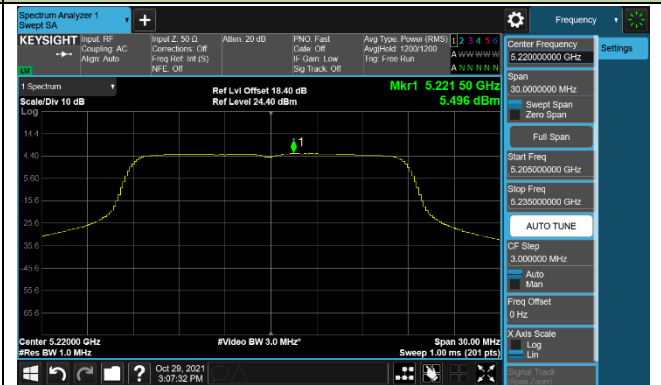 Spectrum Analyzer 1
Swept SA
Frequency
KEYSIGHT
Input: RF
Coupling: AC
Align: Auto
Input Z: 50 Ω
Corrections: Off
Freq Ref: Int (S)
NFE: Off
Atten: 20 dB
PNO: Fast
Gate: Off
IF Gain: Low
Sig Track: Off
Avg Type: Power (RMS)
Avg|Hold: 1200/1200
Trig: Free Run
1 2 3 4 5 6
A W W W W W
A N N N N N
1 Spectrum
Scale/Div 10 dB
Log
Ref Lvl Offset 18.40 dB
Ref Level 24.40 dBm
Mkr1 5.221 50 GHz
5.496 dBm
1
14.4
4.40
-5.60
-15.6
-25.6
-35.6
-45.6
-55.6
-65.6
Center 5.22000 GHz
#Res BW 1.0 MHz
#Video BW 3.0 MHz*
Span 30.00 MHz
Sweep 1.00 ms (201 pts)
Center Frequency
5.220000000 GHz
Settings
Span
30.0000000 MHz
Swept Span
Zero Span
Full Span
Start Freq
5.205000000 GHz
Stop Freq
5.235000000 GHz
AUTO TUNE
CF Step
3.000000 MHz
Auto
Man
Freq Offset
0 Hz
X Axis Scale
Log
Lin
Signal Track
(Span Zoom)
?
Oct 29, 2021
3:07:32 PM